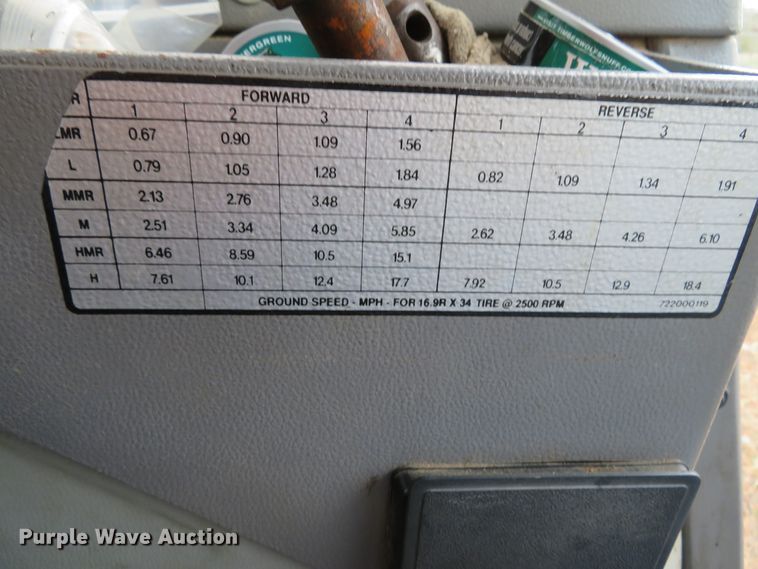 ERGREEN
VISIT TIMBERWOLFSNUFF.CO
R FORWARD REVERSE
1 2 3 4 1 2 3 4
LMR 0.67 0.90 1.09 1.56
L 0.79 1.05 1.28 1.84 0.82 1.09 1.34 1.91
MMR 2.13 2.76 3.48 4.97
M 2.51 3.34 4.09 5.85 2.62 3.48 4.26 6.10
HMR 6.46 8.59 10.5 15.1
H 7.61 10.1 12.4 17.7 7.92 10.5 12.9 18.4
GROUND SPEED - MPH - FOR 16.9R X 34 TIRE @ 2500 RPM 722000119
Purple Wave Auction